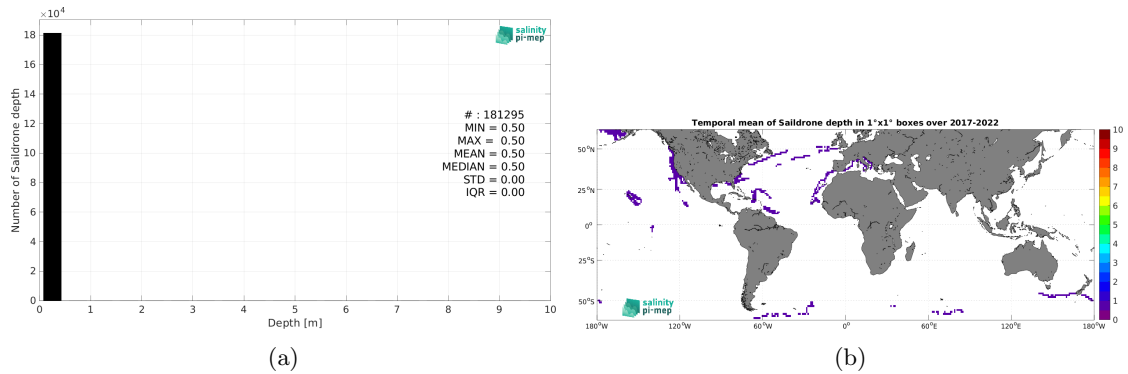 ×10⁴
18
16
14
12
10
8
6
4
2
0
Number of Saildrone depth
salinity
pi-mep
# : 181295
MIN = 0.50
MAX = 0.50
MEAN = 0.50
MEDIAN = 0.50
STD = 0.00
IQR = 0.00
0 1 2 3 4 5 6 7 8 9 10
Depth [m]
(a)
Temporal mean of Saildrone depth in 1°x1° boxes over 2017-2022
50°N
25°N
0°
25°S
50°S
salinity
pi-mep
180°W 120°W 60°W 0° 60°E 120°E 180°W
10
9
8
7
6
5
4
3
2
1
0
(b)